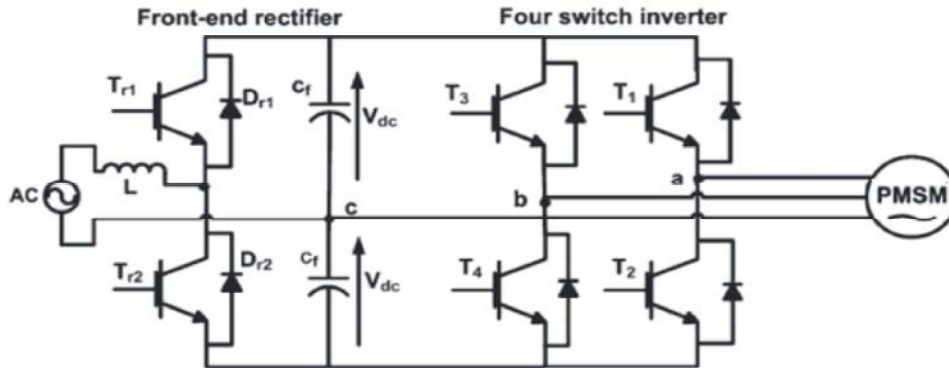 Front-end rectifier
Four switch inverter
Tr1
Dr1
cf
Vdc
T3
T1
AC
L
c
b
a
PMSM
Tr2
Dr2
cf
Vdc
T4
T2